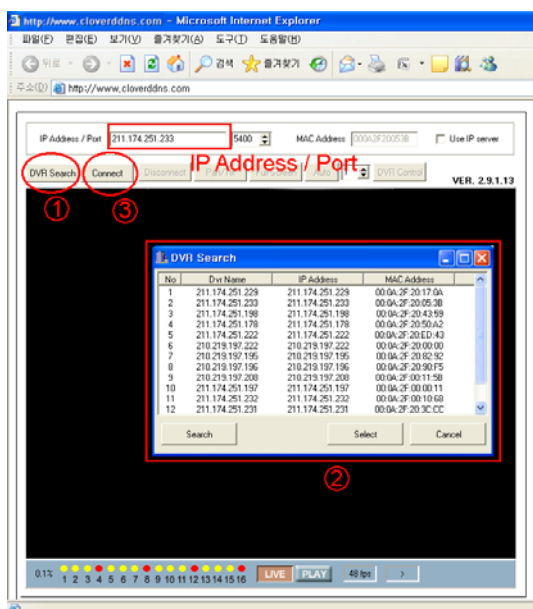 http://www.cloverddns.com - Microsoft Internet Explorer
파일(F) 편집(E) 보기(V) 즐겨찾기(A) 도구(T) 도움말(H)
뒤로 검색 즐겨찾기
주소(D) http://www.cloverddns.com
IP Address / Port 211.174.251.233 5400 MAC Address 000A2F20053B Use IP server
IP Address / Port
DVR Search Connect Disconnect Auto 1 DVR Control
VER. 2.9.1.13
① ③
DVR Search
No Dvr Name IP Address MAC Address
1 211.174.251.229 211.174.251.229 00:0A:2F:20:17:0A
2 211.174.251.233 211.174.251.233 00:0A:2F:20:05:3B
3 211.174.251.198 211.174.251.198 00:0A:2F:20:43:59
4 211.174.251.178 211.174.251.178 00:0A:2F:20:50:A2
5 211.174.251.222 211.174.251.222 00:0A:2F:20:ED:43
6 210.219.197.222 210.219.197.222 00:0A:2F:20:00:00
7 210.219.197.195 210.219.197.195 00:0A:2F:20:82:92
8 210.219.197.196 210.219.197.196 00:0A:2F:20:90:F5
9 210.219.197.208 210.219.197.208 00:0A:2F:00:11:58
10 211.174.251.197 211.174.251.197 00:0A:2F:00:00:11
11 211.174.251.232 211.174.251.232 00:0A:2F:00:10:68
12 211.174.251.231 211.174.251.231 00:0A:2F:20:3C:CC
Search Select Cancel
②
0.1% 1 2 3 4 5 6 7 8 9 10 11 12 13 14 15 16 LIVE PLAY 48 fps >